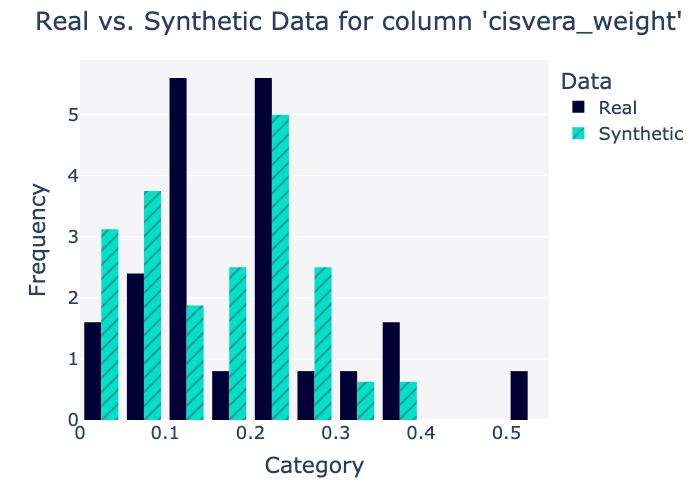 Real vs. Synthetic Data for column 'cisvera_weight'
Data
Real
Synthetic
Frequency
5
4
3
2
1
0
0 0.1 0.2 0.3 0.4 0.5
Category